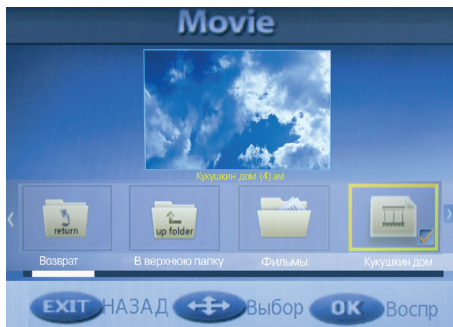 Movie
Кукушкин дом (4).avi
return
up folder
Возврат
В верхнюю папку
Фильмы
Кукушкин дом
EXIT НАЗАД Выбор OK Воспр